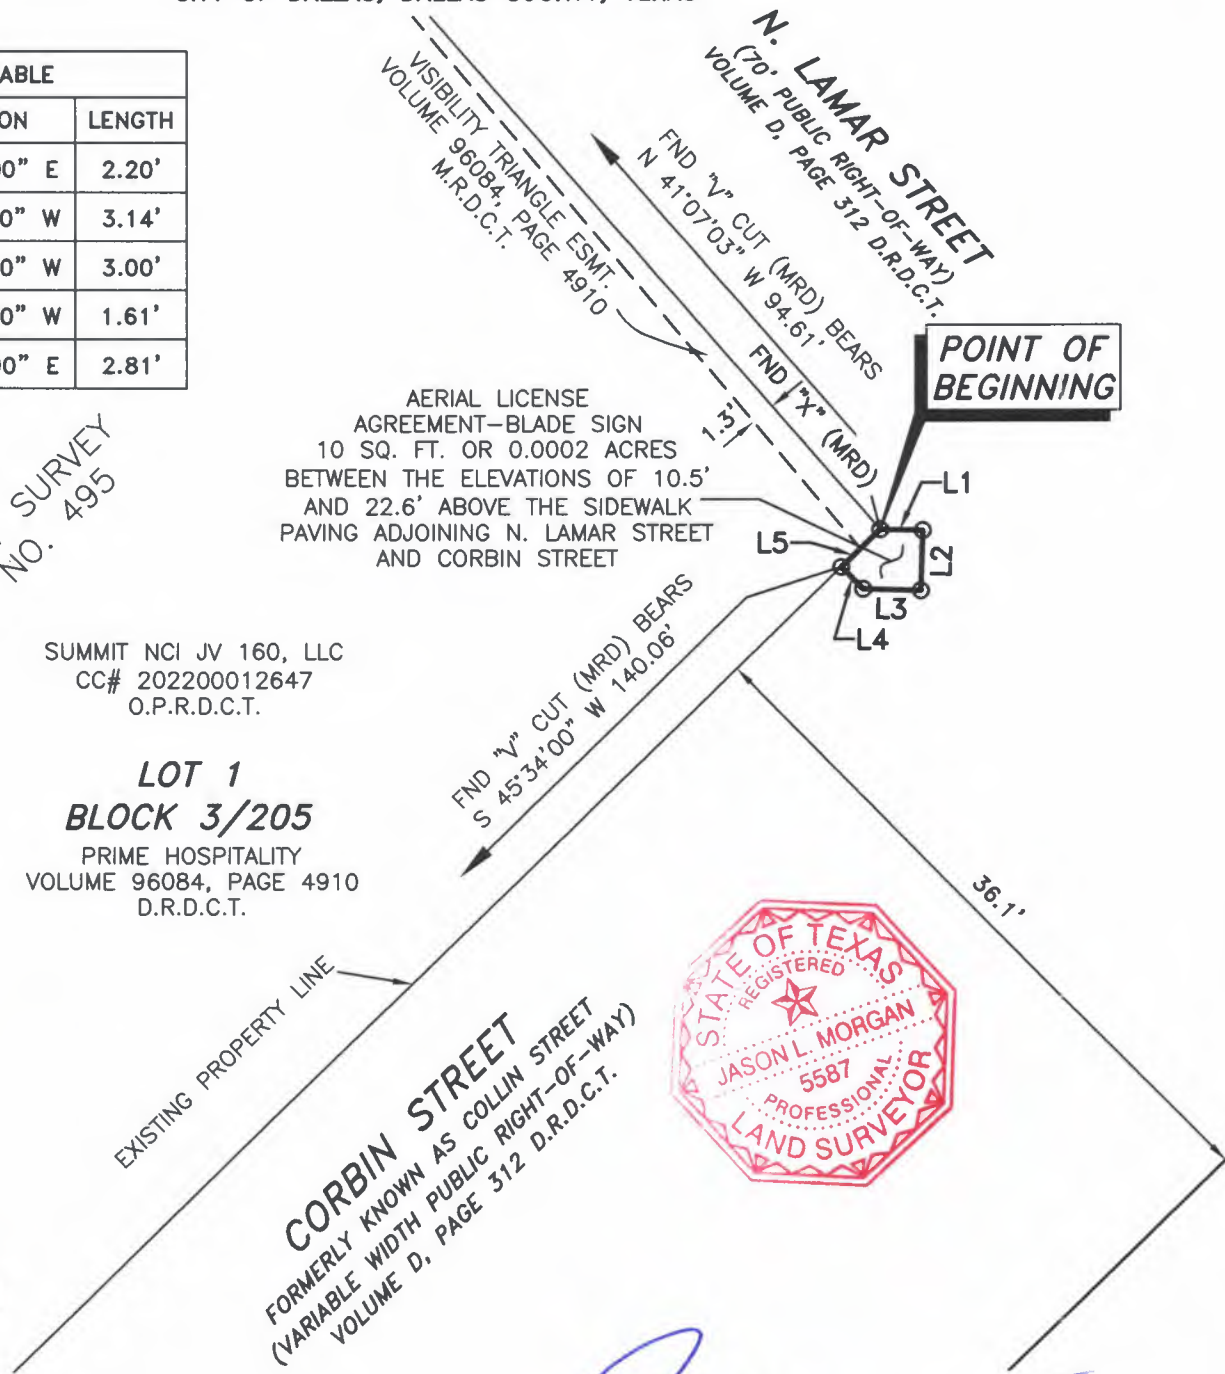 ABLE
ON LENGTH
0" E 2.20'
0" W 3.14'
0" W 3.00'
0" W 1.61'
0" E 2.81'
N. LAMAR STREET
(70' PUBLIC RIGHT-OF-WAY)
VOLUME D, PAGE 312 D.R.D.C.T.
VISIBILITY TRIANGLE ESMT.
VOLUME 96084, PAGE 4910
M.R.D.C.T.
FND "V" CUT (MRD) BEARS
N 41°07'03" W 94.61'
FND "X" (MRD)
1.3'
POINT OF
BEGINNING
SURVEY
NO. 495
AERIAL LICENSE
AGREEMENT-BLADE SIGN
10 SQ. FT. OR 0.0002 ACRES
BETWEEN THE ELEVATIONS OF 10.5'
AND 22.6' ABOVE THE SIDEWALK
PAVING ADJOINING N. LAMAR STREET
AND CORBIN STREET
L1
L2
L3
L4
L5
SUMMIT NCI JV 160, LLC
CC# 202200012647
O.P.R.D.C.T.
LOT 1
BLOCK 3/205
PRIME HOSPITALITY
VOLUME 96084, PAGE 4910
D.R.D.C.T.
FND "V" CUT (MRD) BEARS
S 45°34'00" W 140.06'
36.1'
EXISTING PROPERTY LINE
CORBIN STREET
FORMERLY KNOWN AS COLLIN STREET
(VARIABLE WIDTH PUBLIC RIGHT-OF-WAY)
VOLUME D, PAGE 312 D.R.D.C.T.
STATE OF TEXAS
REGISTERED
JASON L. MORGAN
5587
PROFESSIONAL
LAND SURVEYOR